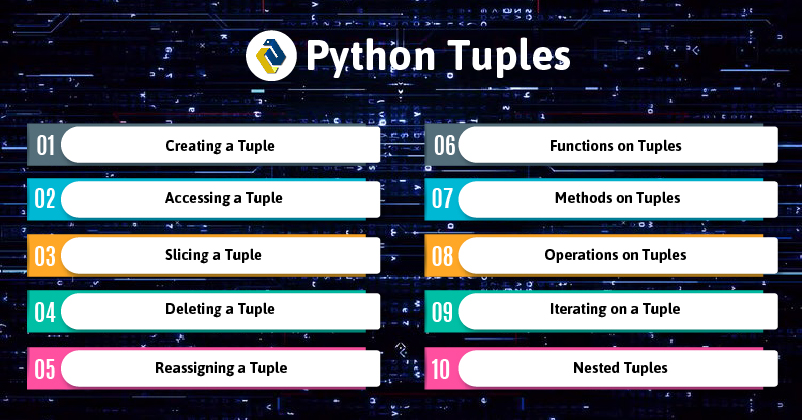 Python Tuples
01 Creating a Tuple
02 Accessing a Tuple
03 Slicing a Tuple
04 Deleting a Tuple
05 Reassigning a Tuple
06 Functions on Tuples
07 Methods on Tuples
08 Operations on Tuples
09 Iterating on a Tuple
10 Nested Tuples